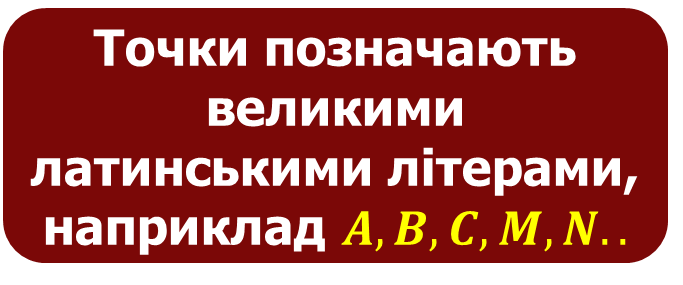 Точки позначають
великими
латинськими літерами,
наприклад A, B, C, M, N. .